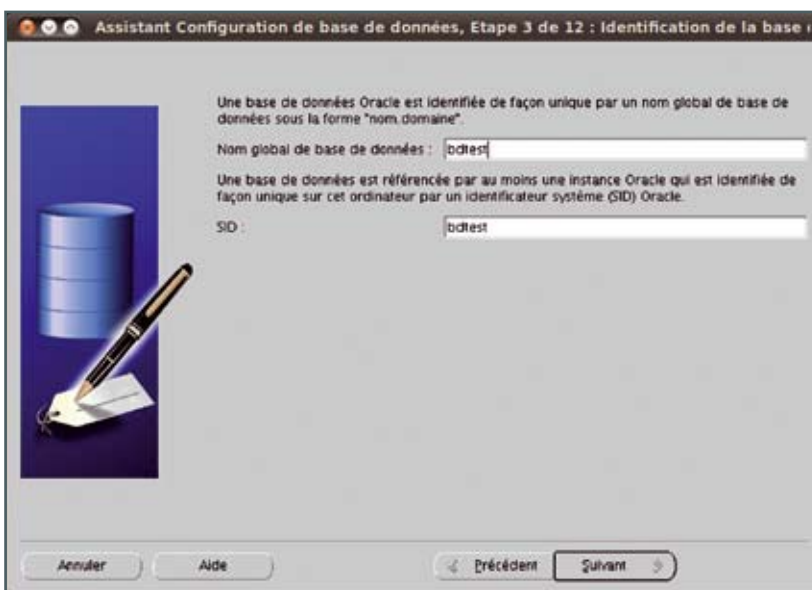 Assistant Configuration de base de données, Etape 3 de 12 : Identification de la base
Une base de données Oracle est identifiée de façon unique par un nom global de base de
données sous la forme "nom.domaine".
Nom global de base de données : bdtest
Une base de données est référencée par au moins une instance Oracle qui est identifiée de
façon unique sur cet ordinateur par un identificateur système (SID) Oracle.
SID : bdtest
Annuler Aide Précédent Suivant